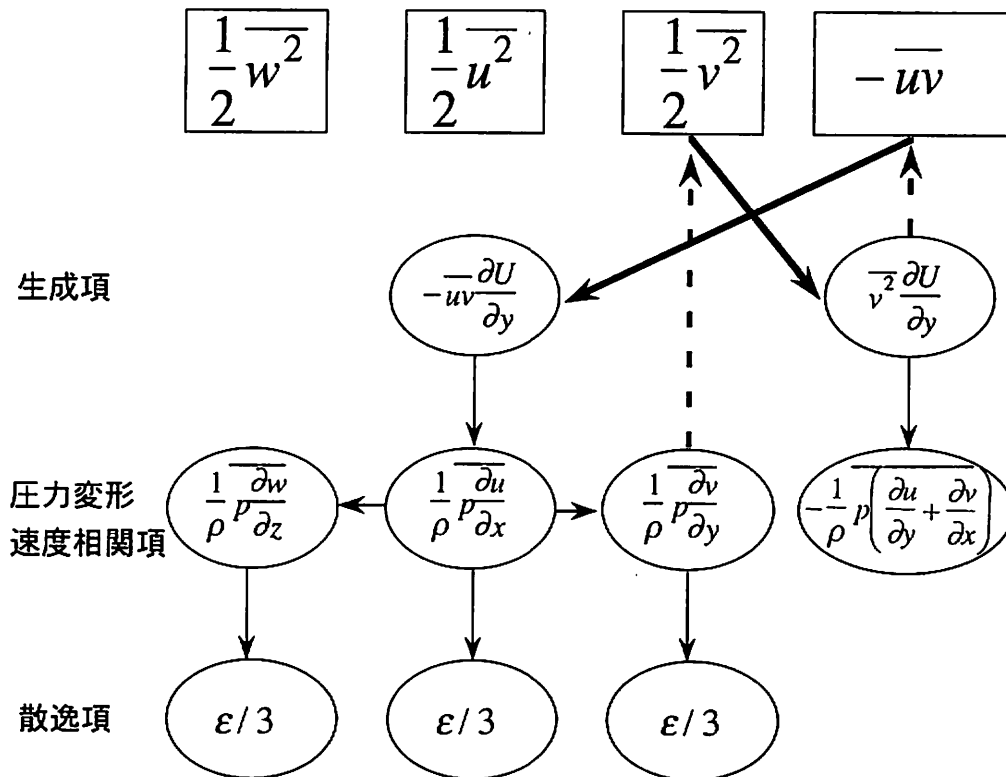 ½ \overline{w^2}
½ \overline{u^2}
½ \overline{v^2}
− \overline{uv}
生成項
−\overline{uv} ∂U/∂y
\overline{v^2} ∂U/∂y
圧力変形
速度相関項
1/ρ \overline{p ∂w/∂z}
1/ρ \overline{p ∂u/∂x}
1/ρ \overline{p ∂v/∂y}
−1/ρ \overline{p(∂u/∂y + ∂v/∂x)}
散逸項
ε/3
ε/3
ε/3